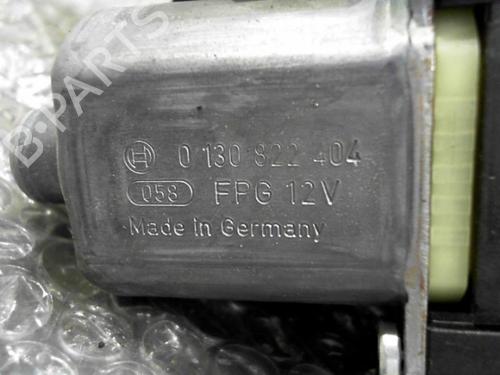 B-PARTS
0 130 822 404
058 FPG 12V
Made in Germany